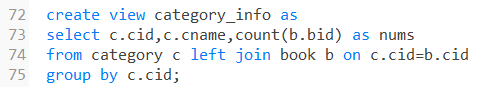 72 create view category_info as
73 select c.cid,c.cname,count(b.bid) as nums
74 from category c left join book b on c.cid=b.cid
75 group by c.cid;